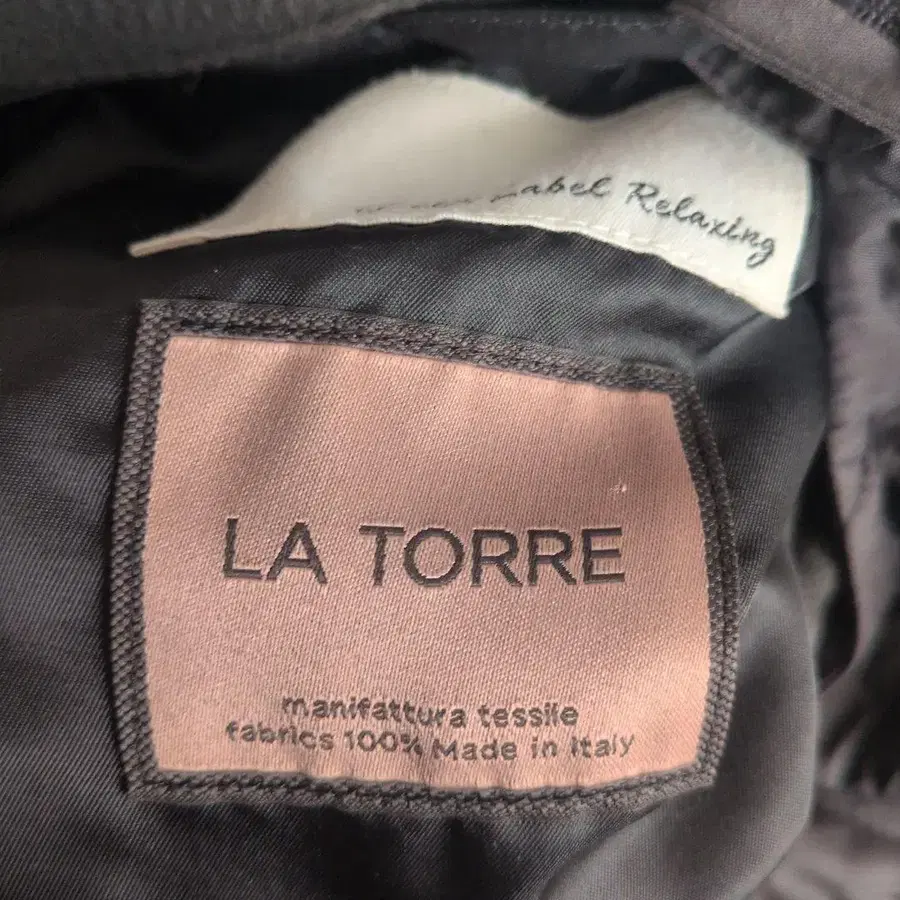 Label Relaxing
LA TORRE
manifattura tessile
fabrics 100% Made in Italy